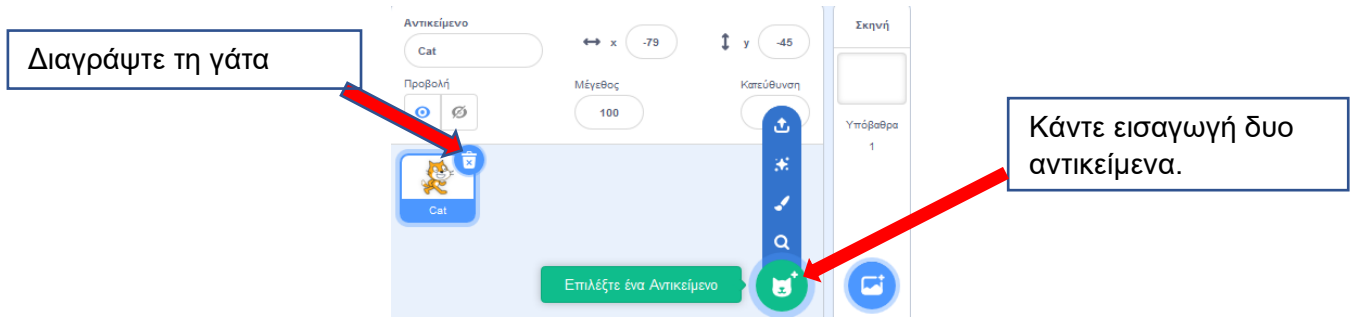 Διαγράψτε τη γάτα
Αντικείμενο
Cat
x -79
y -45
Προβολή
Μέγεθος
100
Κατεύθυνση
Cat
Επιλέξτε ένα Αντικείμενο
Σκηνή
Υπόβαθρα
1
Κάντε εισαγωγή δυο
αντικείμενα.